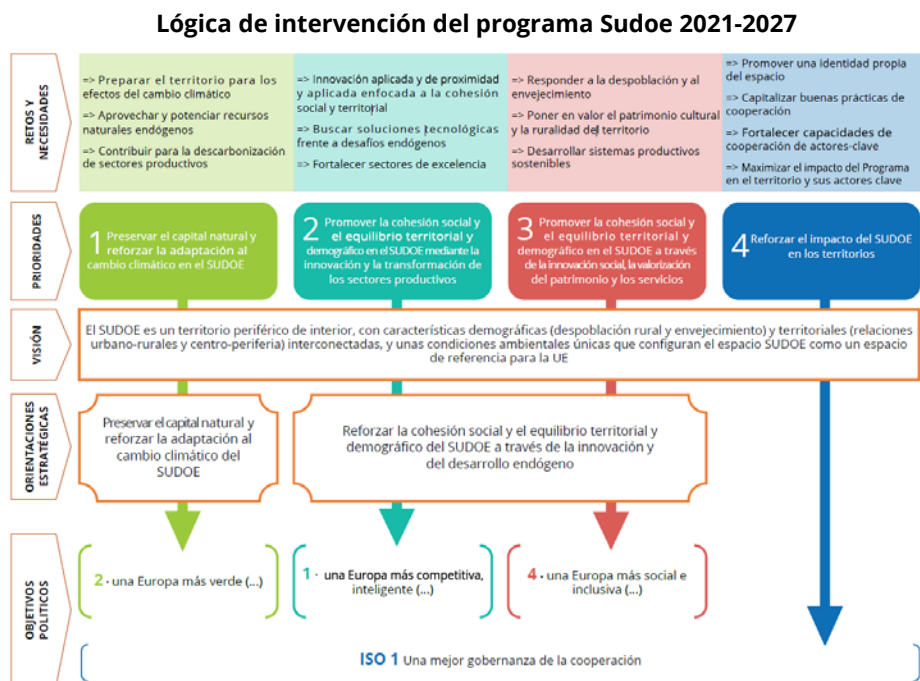 Lógica de intervención del programa Sudoe 2021-2027
RETOS Y
NECESIDADES
=> Preparar el territorio para los
efectos del cambio climático
=> Aprovechar y potenciar recursos
naturales endógenos
=> Contribuir para la descarbonización
de sectores productivos
=> Innovación aplicada y de proximidad
y aplicada enfocada a la cohesión
social y territorial
=> Buscar soluciones tecnológicas
frente a desafíos endógenos
=> Fortalecer sectores de excelencia
=> Responder a la despoblación y al
envejecimiento
=> Poner en valor el patrimonio cultural
y la ruralidad del territorio
=> Desarrollar sistemas productivos
sostenibles
=> Promover una identidad propia
del espacio
=> Capitalizar buenas prácticas de
cooperación
=> Fortalecer capacidades de
cooperación de actores-clave
=> Maximizar el impacto del Programa
en el territorio y sus actores clave
PRIORIDADES
1 Preservar el capital natural y
reforzar la adaptación al
cambio climático en el SUDOE
2 Promover la cohesión social y
el equilibrio territorial y
demográfico en el SUDOE mediante la
innovación y la transformación de
los sectores productivos
3 Promover la cohesión social y
el equilibrio territorial y
demográfico en el SUDOE a través
de la innovación social, la valorización
del patrimonio y los servicios
4 Reforzar el impacto del SUDOE
en los territorios
VISIÓN
El SUDOE es un territorio periférico de interior, con características demográficas (despoblación rural y envejecimiento) y territoriales (relaciones
urbano-rurales y centro-periferia) interconectadas, y unas condiciones ambientales únicas que configuran el espacio SUDOE como un espacio
de referencia para la UE
ORIENTACIONES
ESTRATÉGICAS
Preservar el capital natural y
reforzar la adaptación al
cambio climático del
SUDOE
Reforzar la cohesión social y el equilibrio territorial y
demográfico del SUDOE a través de la innovación y
del desarrollo endógeno
OBJETIVOS
POLÍTICOS
2 · una Europa más verde (...)
1 · una Europa más competitiva,
inteligente (...)
4 · una Europa más social e
inclusiva (...)
ISO 1 Una mejor gobernanza de la cooperación